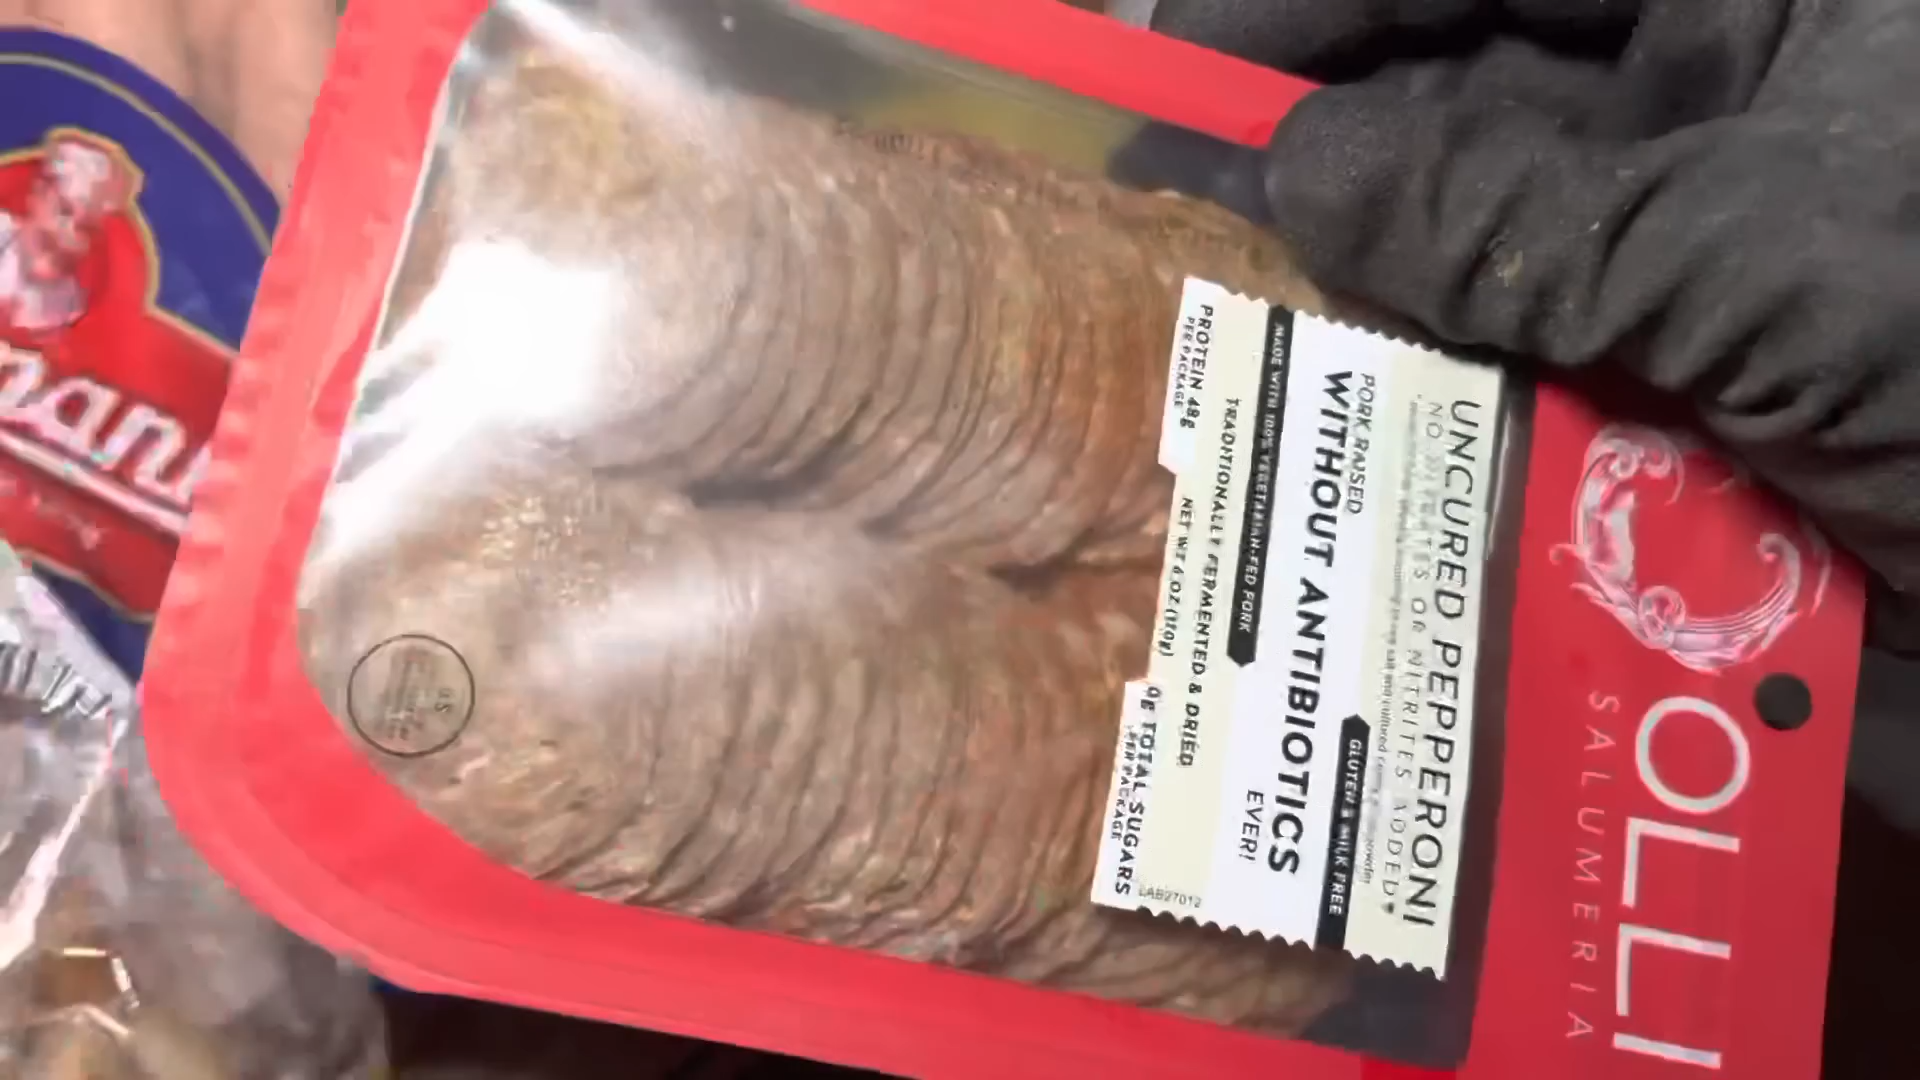 OLLI
SALUMERIA
UNCURED PEPPERONI
NO NITRATES OR NITRITES ADDED*
GLUTEN & MILK FREE
PORK RAISED
WITHOUT ANTIBIOTICS
EVER!
MADE WITH 100% VEGETARIAN-FED PORK
TRADITIONALLY FERMENTED & DRIED
PROTEIN 48g
PER PACKAGE
NET WT 4 OZ (113g)
0g TOTAL SUGARS
PER PACKAGE
LAB27012